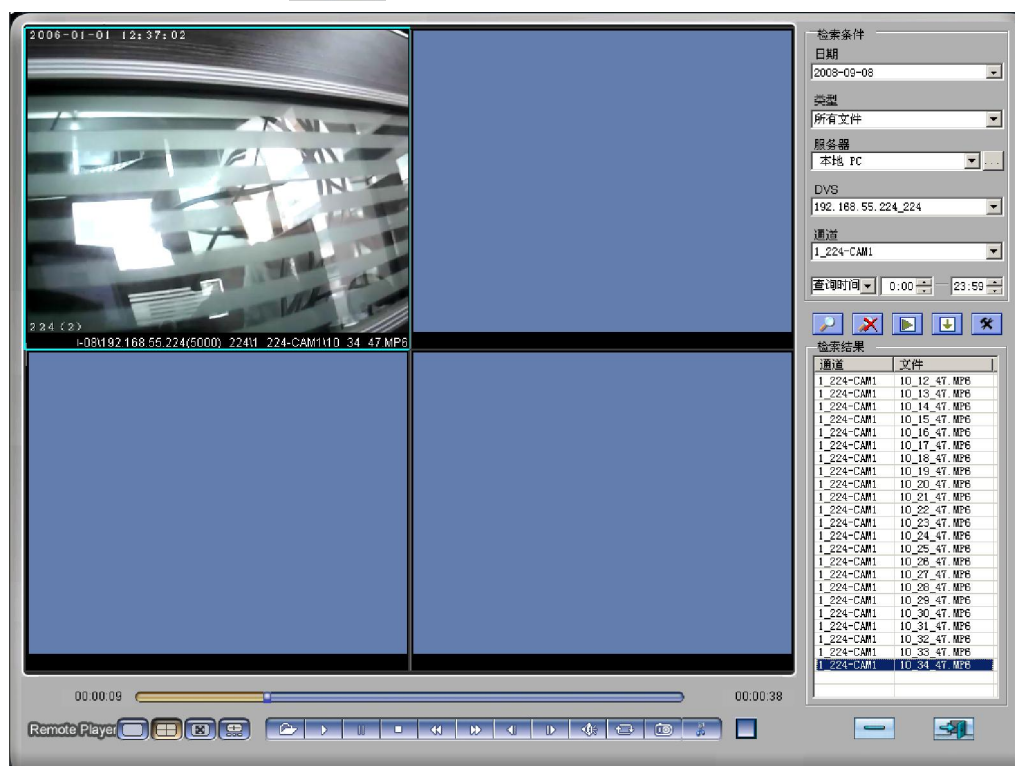 2006-01-01 12:37:02
224(2)
-08\192.168.55.224(5000)_224\1_224-CAM1\10_34_47.MP6
检索条件
日期
2008-09-08
类型
所有文件
服务器
本地 PC
...
DVS
192.168.55.224_224
通道
1_224-CAM1
查询时间 0:00 — 23:59
检索结果
通道 文件
1_224-CAM1 10_12_47.MP6
1_224-CAM1 10_13_47.MP6
1_224-CAM1 10_14_47.MP6
1_224-CAM1 10_15_47.MP6
1_224-CAM1 10_16_47.MP6
1_224-CAM1 10_17_47.MP6
1_224-CAM1 10_18_47.MP6
1_224-CAM1 10_19_47.MP6
1_224-CAM1 10_20_47.MP6
1_224-CAM1 10_21_47.MP6
1_224-CAM1 10_22_47.MP6
1_224-CAM1 10_23_47.MP6
1_224-CAM1 10_24_47.MP6
1_224-CAM1 10_25_47.MP6
1_224-CAM1 10_26_47.MP6
1_224-CAM1 10_27_47.MP6
1_224-CAM1 10_28_47.MP6
1_224-CAM1 10_29_47.MP6
1_224-CAM1 10_30_47.MP6
1_224-CAM1 10_31_47.MP6
1_224-CAM1 10_32_47.MP6
1_224-CAM1 10_33_47.MP6
1_224-CAM1 10_34_47.MP6
00:00:09 00:00:38
Remote Player